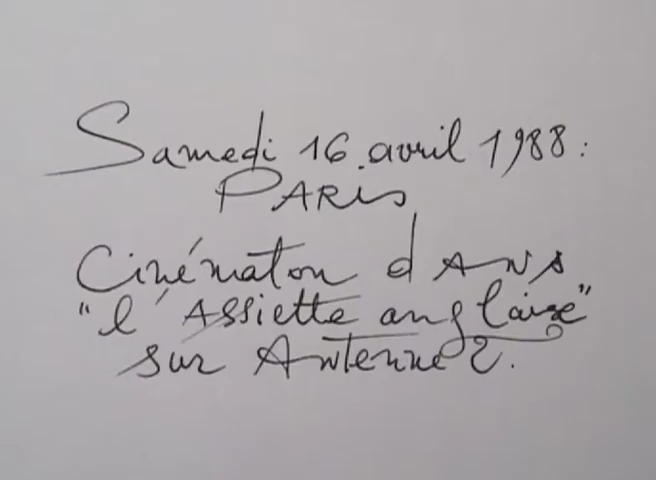 Samedi 16 avril 1988 :
PARIS
Cinématon dANS
"l'Assiette anglaise"
sur Antenne 2.